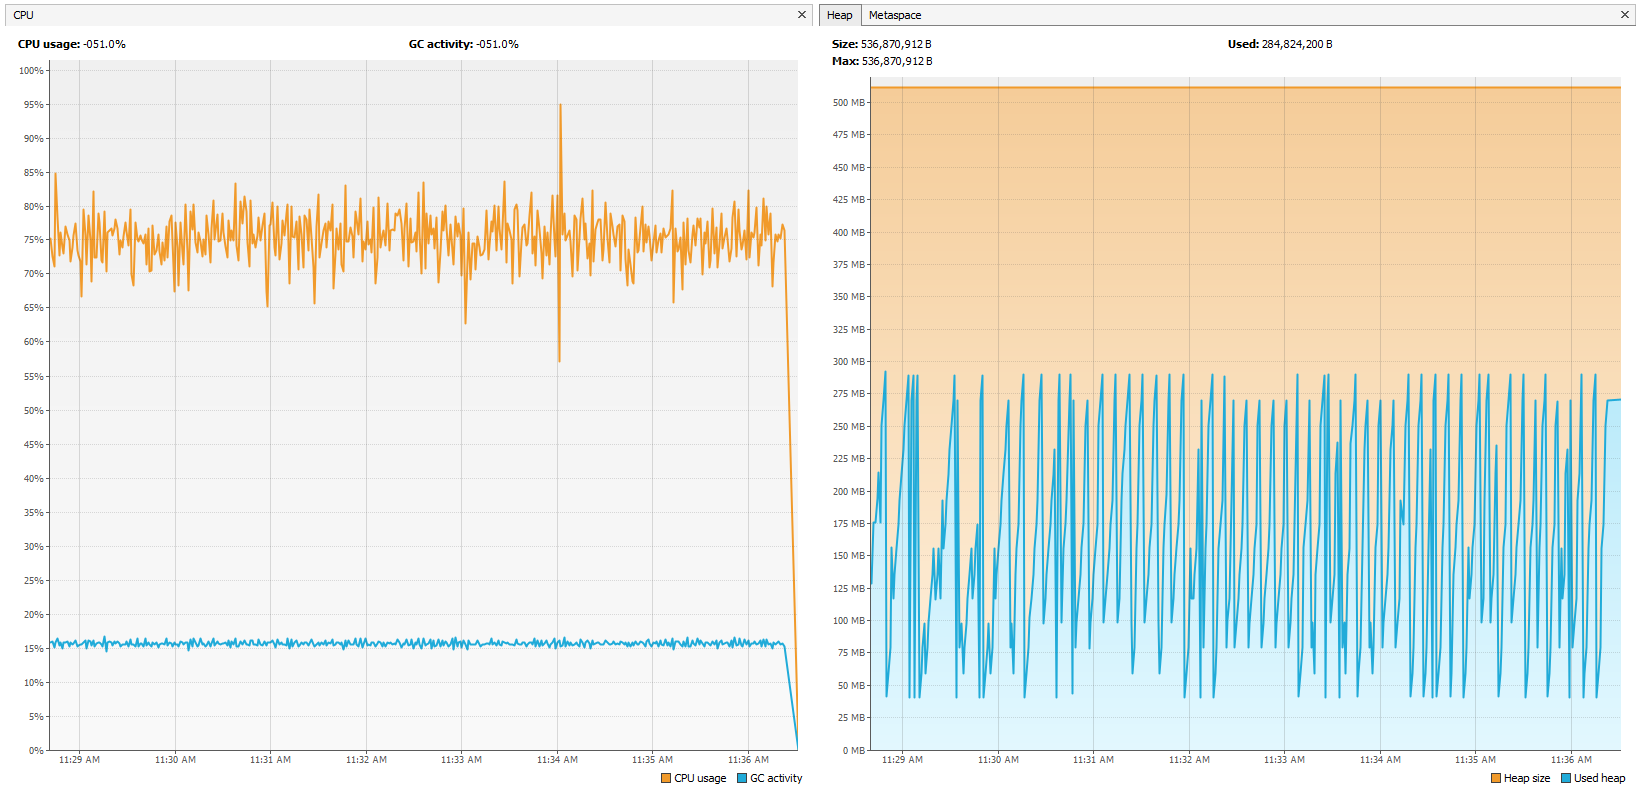 CPU
CPU usage: -051.0%
GC activity: -051.0%
100%
95%
90%
85%
80%
75%
70%
65%
60%
55%
50%
45%
40%
35%
30%
25%
20%
15%
10%
5%
0%
11:29 AM
11:30 AM
11:31 AM
11:32 AM
11:33 AM
11:34 AM
11:35 AM
11:36 AM
CPU usage
GC activity
Heap
Metaspace
Size: 536,870,912 B
Used: 284,824,200 B
Max: 536,870,912 B
500 MB
475 MB
450 MB
425 MB
400 MB
375 MB
350 MB
325 MB
300 MB
275 MB
250 MB
225 MB
200 MB
175 MB
150 MB
125 MB
100 MB
75 MB
50 MB
25 MB
0 MB
11:29 AM
11:30 AM
11:31 AM
11:32 AM
11:33 AM
11:34 AM
11:35 AM
11:36 AM
Heap size
Used heap